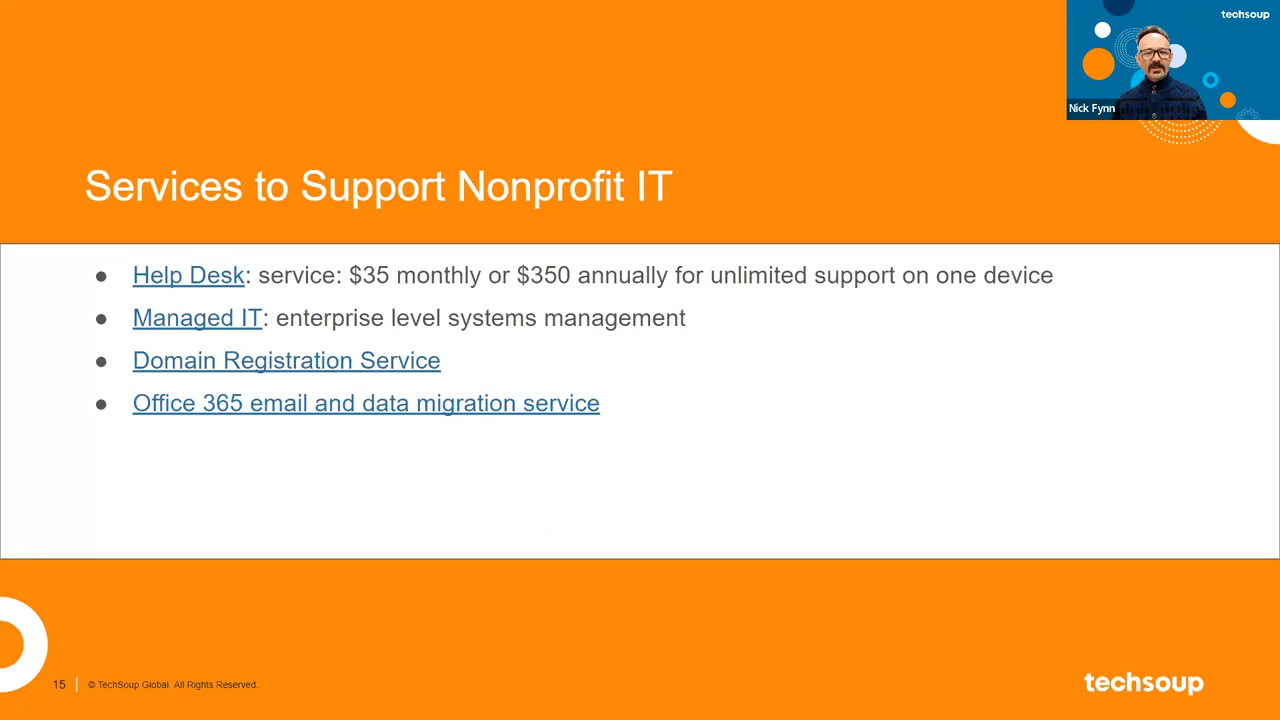 techsoup
Nick Fynn
Services to Support Nonprofit IT
● Help Desk: service: $35 monthly or $350 annually for unlimited support on one device
● Managed IT: enterprise level systems management
● Domain Registration Service
● Office 365 email and data migration service
15 | © TechSoup Global. All Rights Reserved.
techsoup